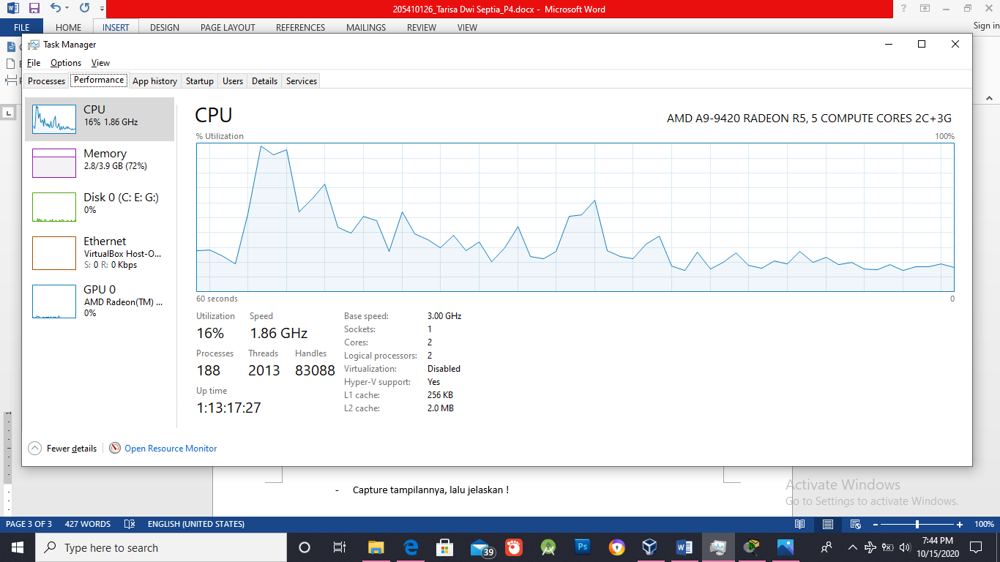 205410126_Tarisa Dwi Septia_P4.docx - Microsoft Word
FILE HOME INSERT DESIGN PAGE LAYOUT REFERENCES MAILINGS REVIEW VIEW Sign in
Task Manager
File Options View
Processes Performance App history Startup Users Details Services
CPU
16% 1.86 GHz
Memory
2.8/3.9 GB (72%)
Disk 0 (C: E: G:)
0%
Ethernet
VirtualBox Host-O...
S: 0 R: 0 Kbps
GPU 0
AMD Radeon(TM) ...
0%
CPU AMD A9-9420 RADEON R5, 5 COMPUTE CORES 2C+3G
% Utilization 100%
60 seconds 0
Utilization Speed
16% 1.86 GHz
Processes Threads Handles
188 2013 83088
Up time
1:13:17:27
Base speed: 3.00 GHz
Sockets: 1
Cores: 2
Logical processors: 2
Virtualization: Disabled
Hyper-V support: Yes
L1 cache: 256 KB
L2 cache: 2.0 MB
Fewer details Open Resource Monitor
- Capture tampilannya, lalu jelaskan !
Activate Windows
Go to Settings to activate Windows.
PAGE 3 OF 3 427 WORDS ENGLISH (UNITED STATES) 100%
Type here to search
39
Ps
7:44 PM
10/15/2020